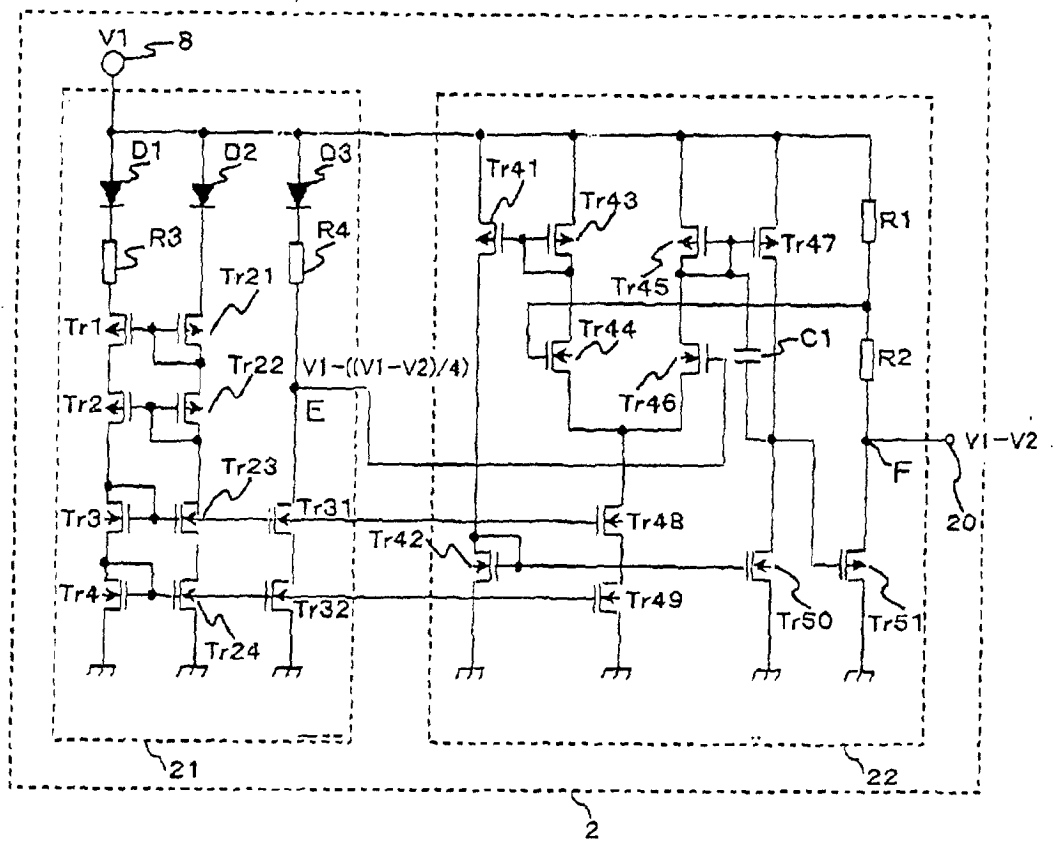 V1 8
D1 D2 D3
Tr41 Tr43
R3 R4 Tr45 Tr47 R1
Tr1 Tr21
Tr44 C1
Tr2 Tr22 V1-((V1-V2)/4) Tr46 R2
E
F V1-V2
20
Tr3 Tr23 Tr31 Tr42 Tr48
Tr4 Tr24 Tr32 Tr49 Tr50 Tr51
21 22
2